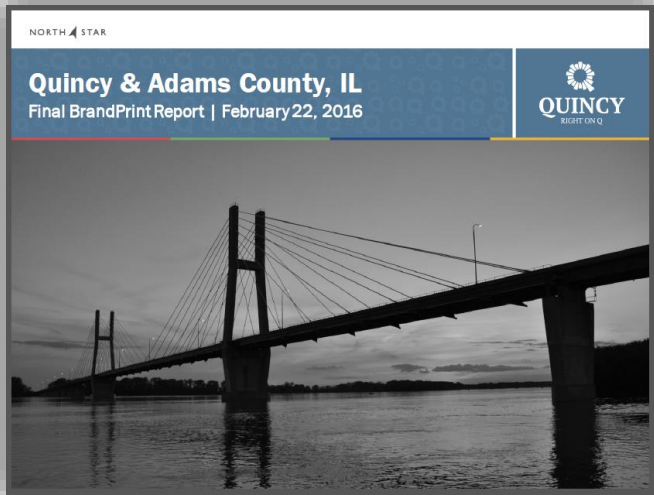 NORTH STAR
Quincy & Adams County, IL
Final BrandPrint Report | February 22, 2016
QUINCY
RIGHT ON Q